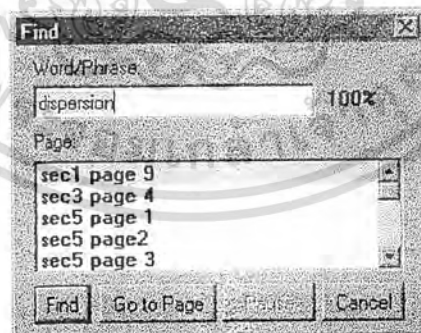 Find
Word/Phrase:
dispersion
100%
Page:
sec1 page 9
sec3 page 4
sec5 page 1
sec5 page2
sec5 page 3
Find Go to Page Cancel